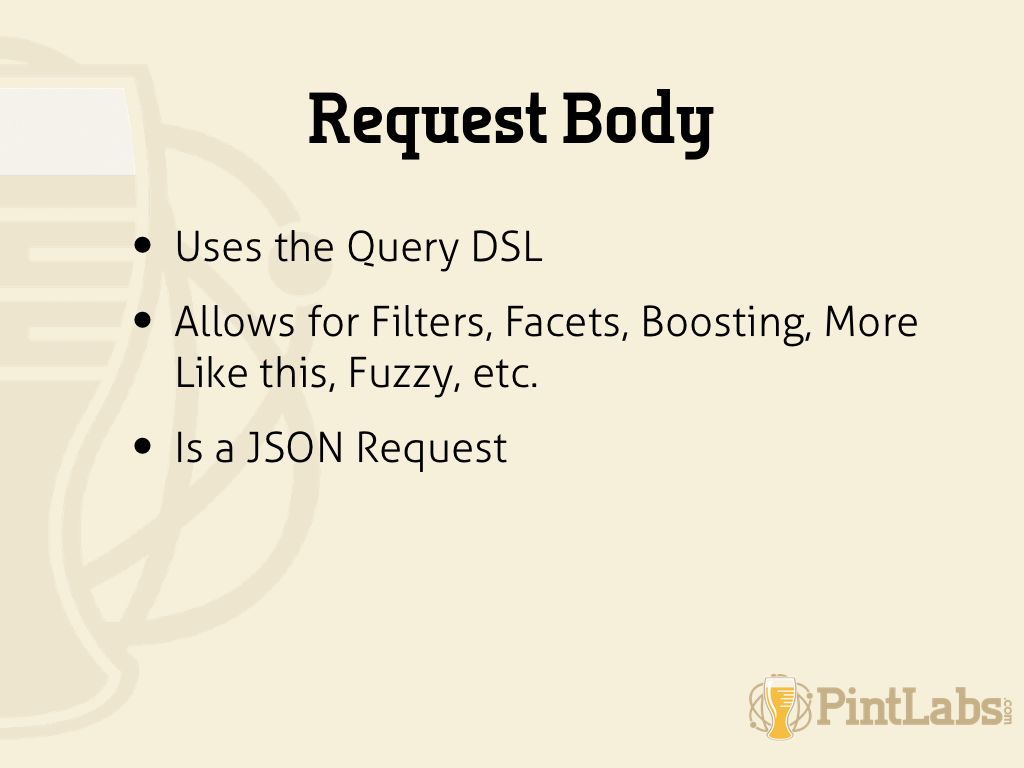 Request Body
• Uses the Query DSL
• Allows for Filters, Facets, Boosting, More
Like this, Fuzzy, etc.
• Is a JSON Request
PintLabs.com